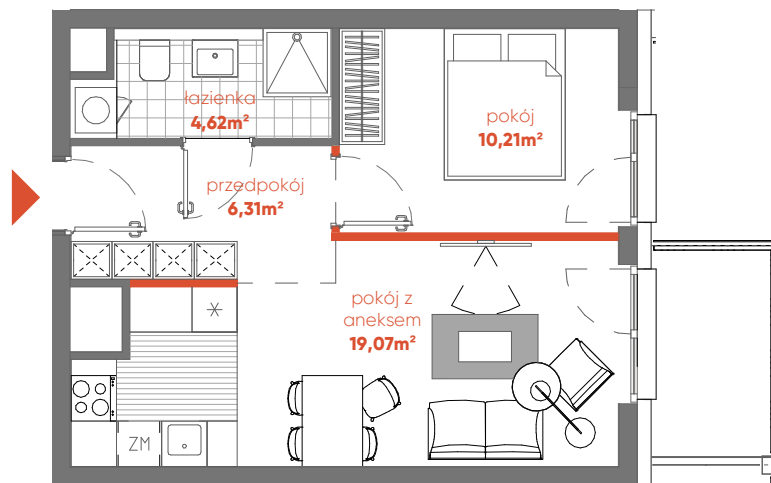 łazienka
4,62m²
pokój
10,21m²
przedpokój
6,31m²
pokój z
aneksem
19,07m²
ZM